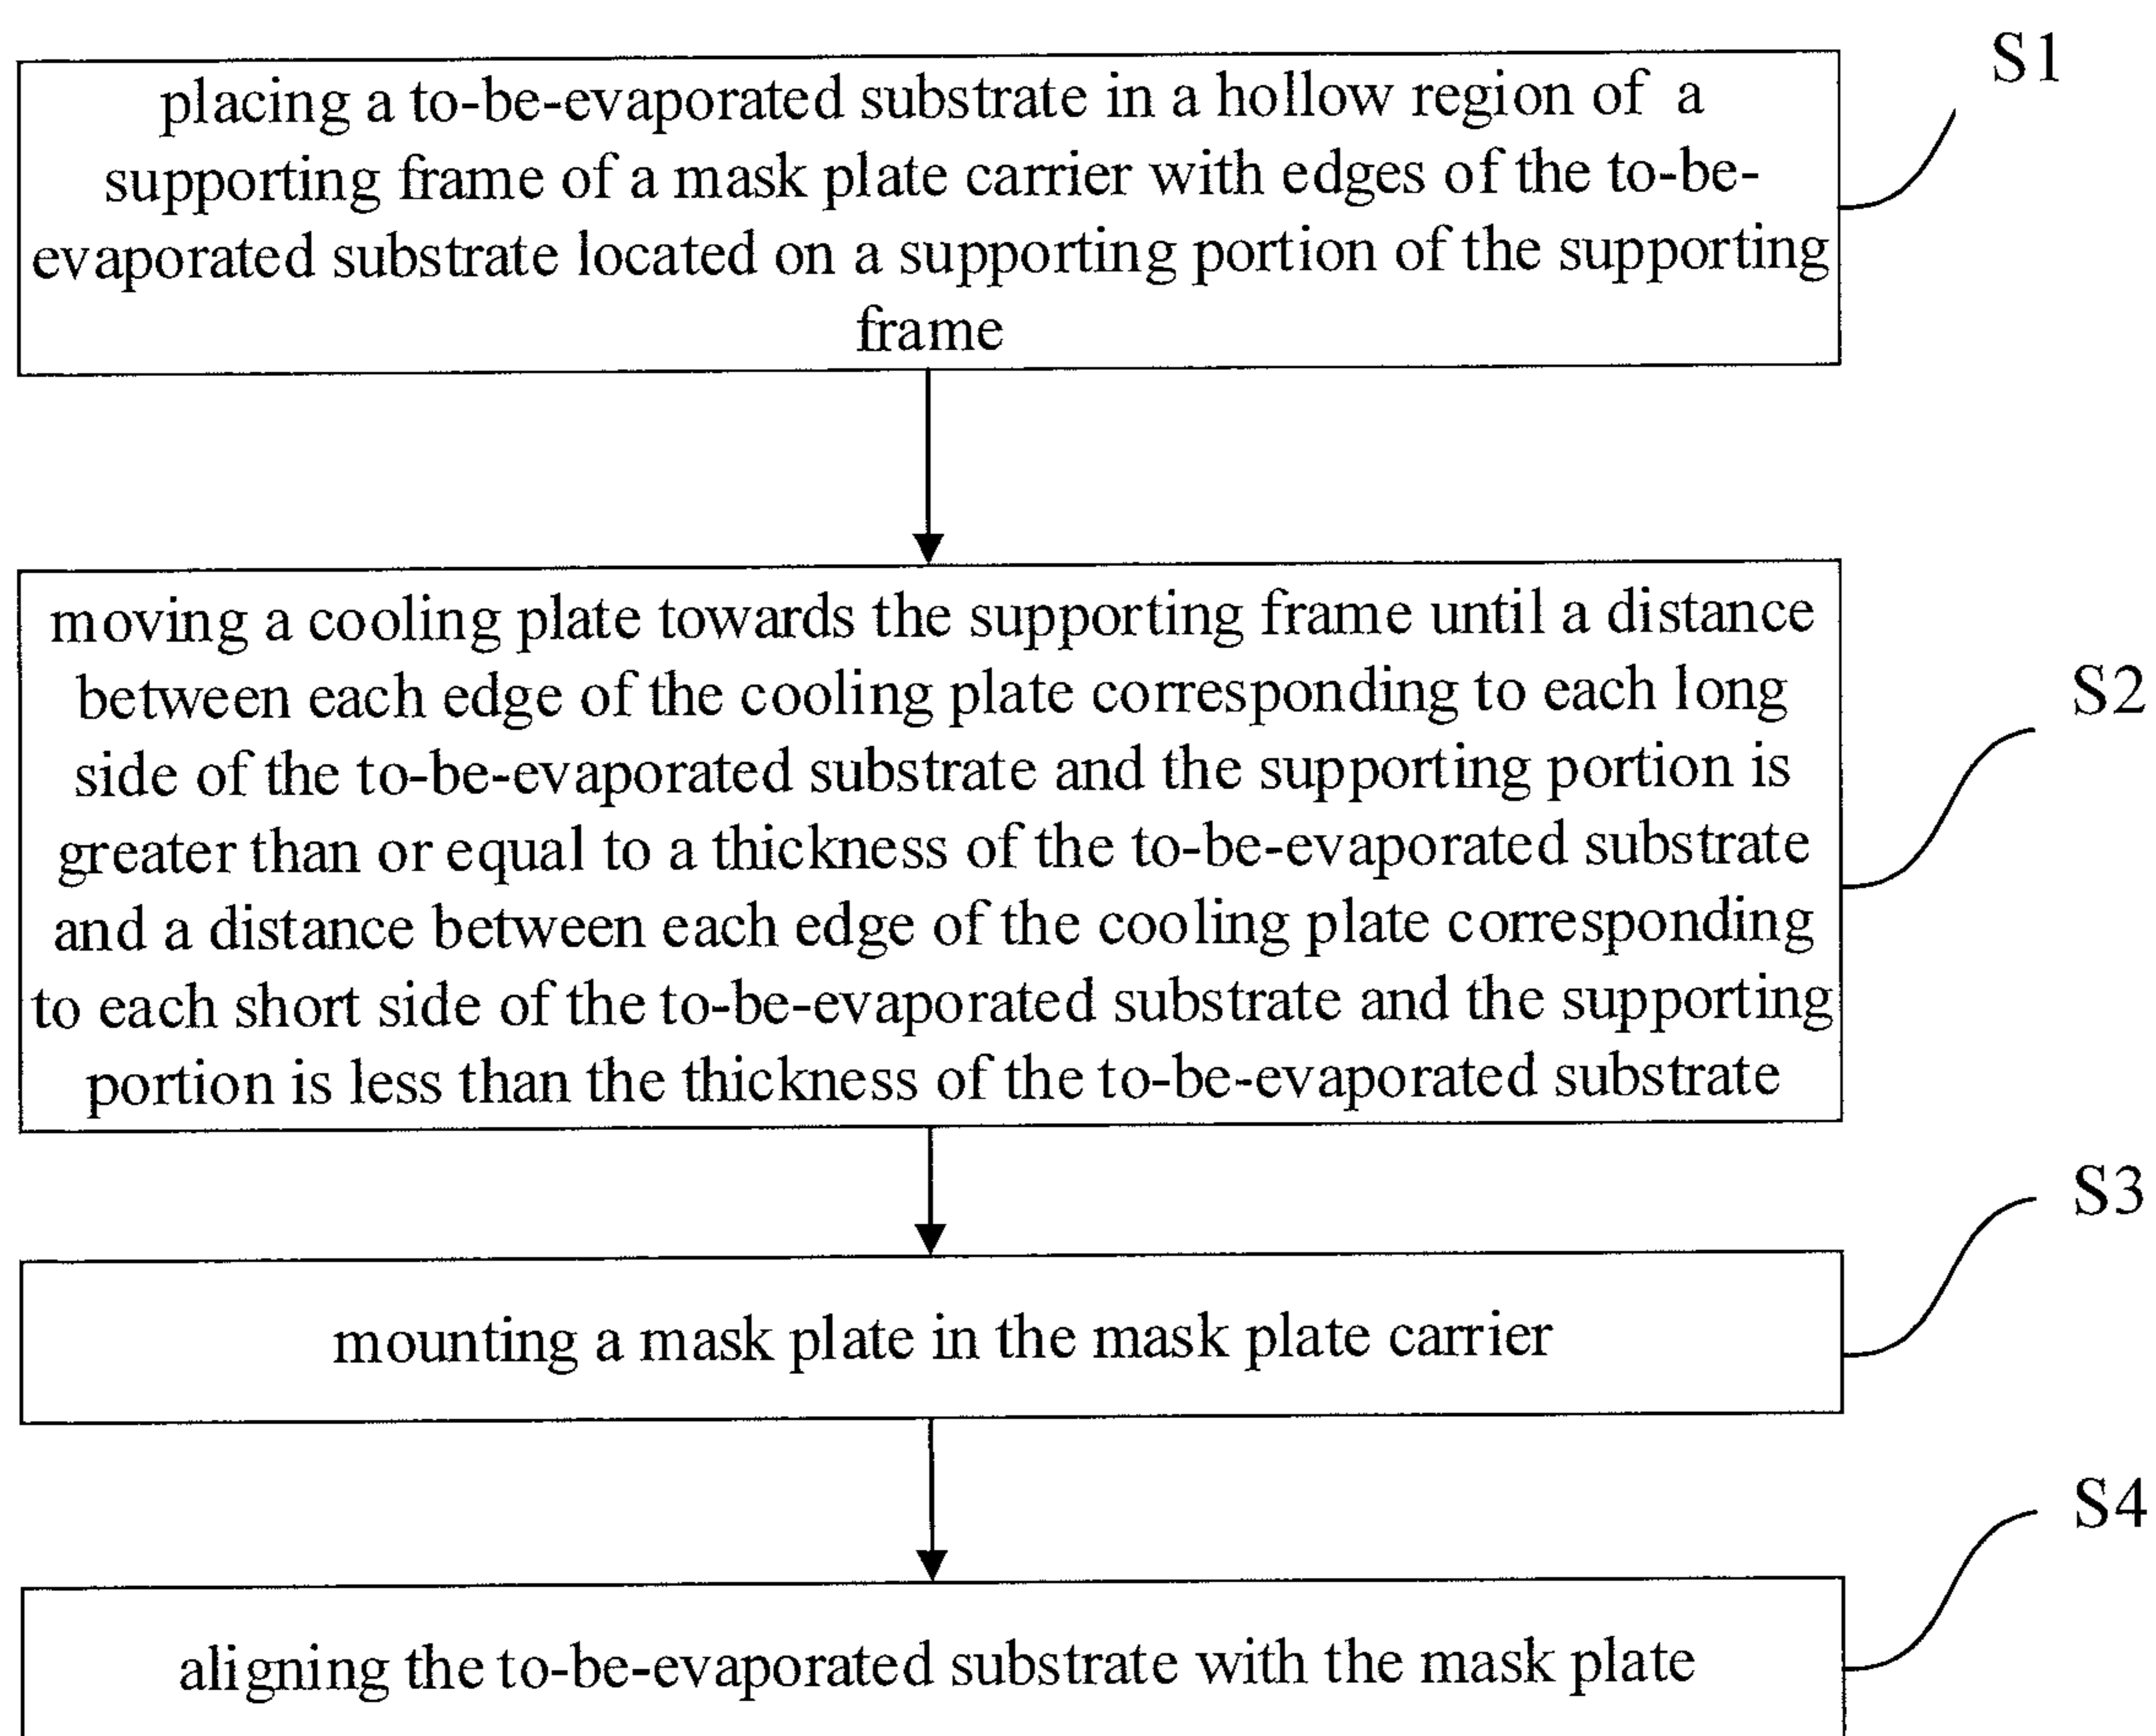 S1
placing a to-be-evaporated substrate in a hollow region of a
supporting frame of a mask plate carrier with edges of the to-be-
evaporated substrate located on a supporting portion of the supporting
frame
moving a cooling plate towards the supporting frame until a distance
between each edge of the cooling plate corresponding to each long
side of the to-be-evaporated substrate and the supporting portion is
greater than or equal to a thickness of the to-be-evaporated substrate
and a distance between each edge of the cooling plate corresponding
to each short side of the to-be-evaporated substrate and the supporting
portion is less than the thickness of the to-be-evaporated substrate
S2
S3
mounting a mask plate in the mask plate carrier
S4
aligning the to-be-evaporated substrate with the mask plate